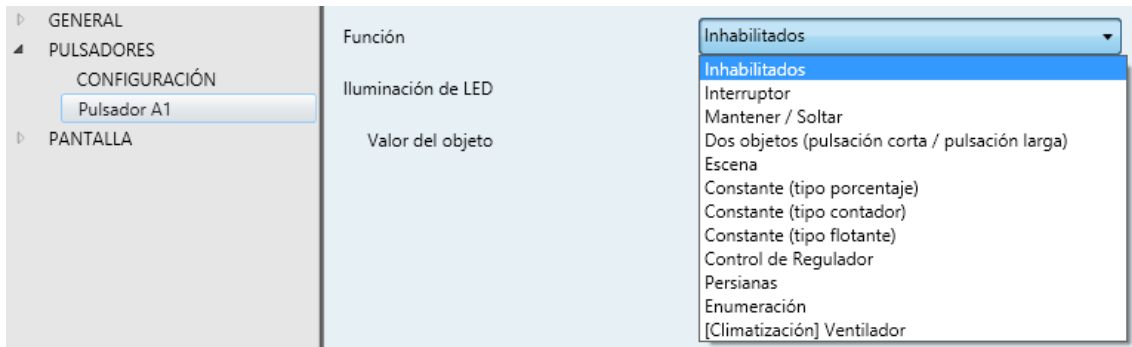 GENERAL
PULSADORES
CONFIGURACIÓN
Pulsador A1
PANTALLA
Función
Inhabilitados
Iluminación de LED
Valor del objeto
Inhabilitados
Interruptor
Mantener / Soltar
Dos objetos (pulsación corta / pulsación larga)
Escena
Constante (tipo porcentaje)
Constante (tipo contador)
Constante (tipo flotante)
Control de Regulador
Persianas
Enumeración
[Climatización] Ventilador